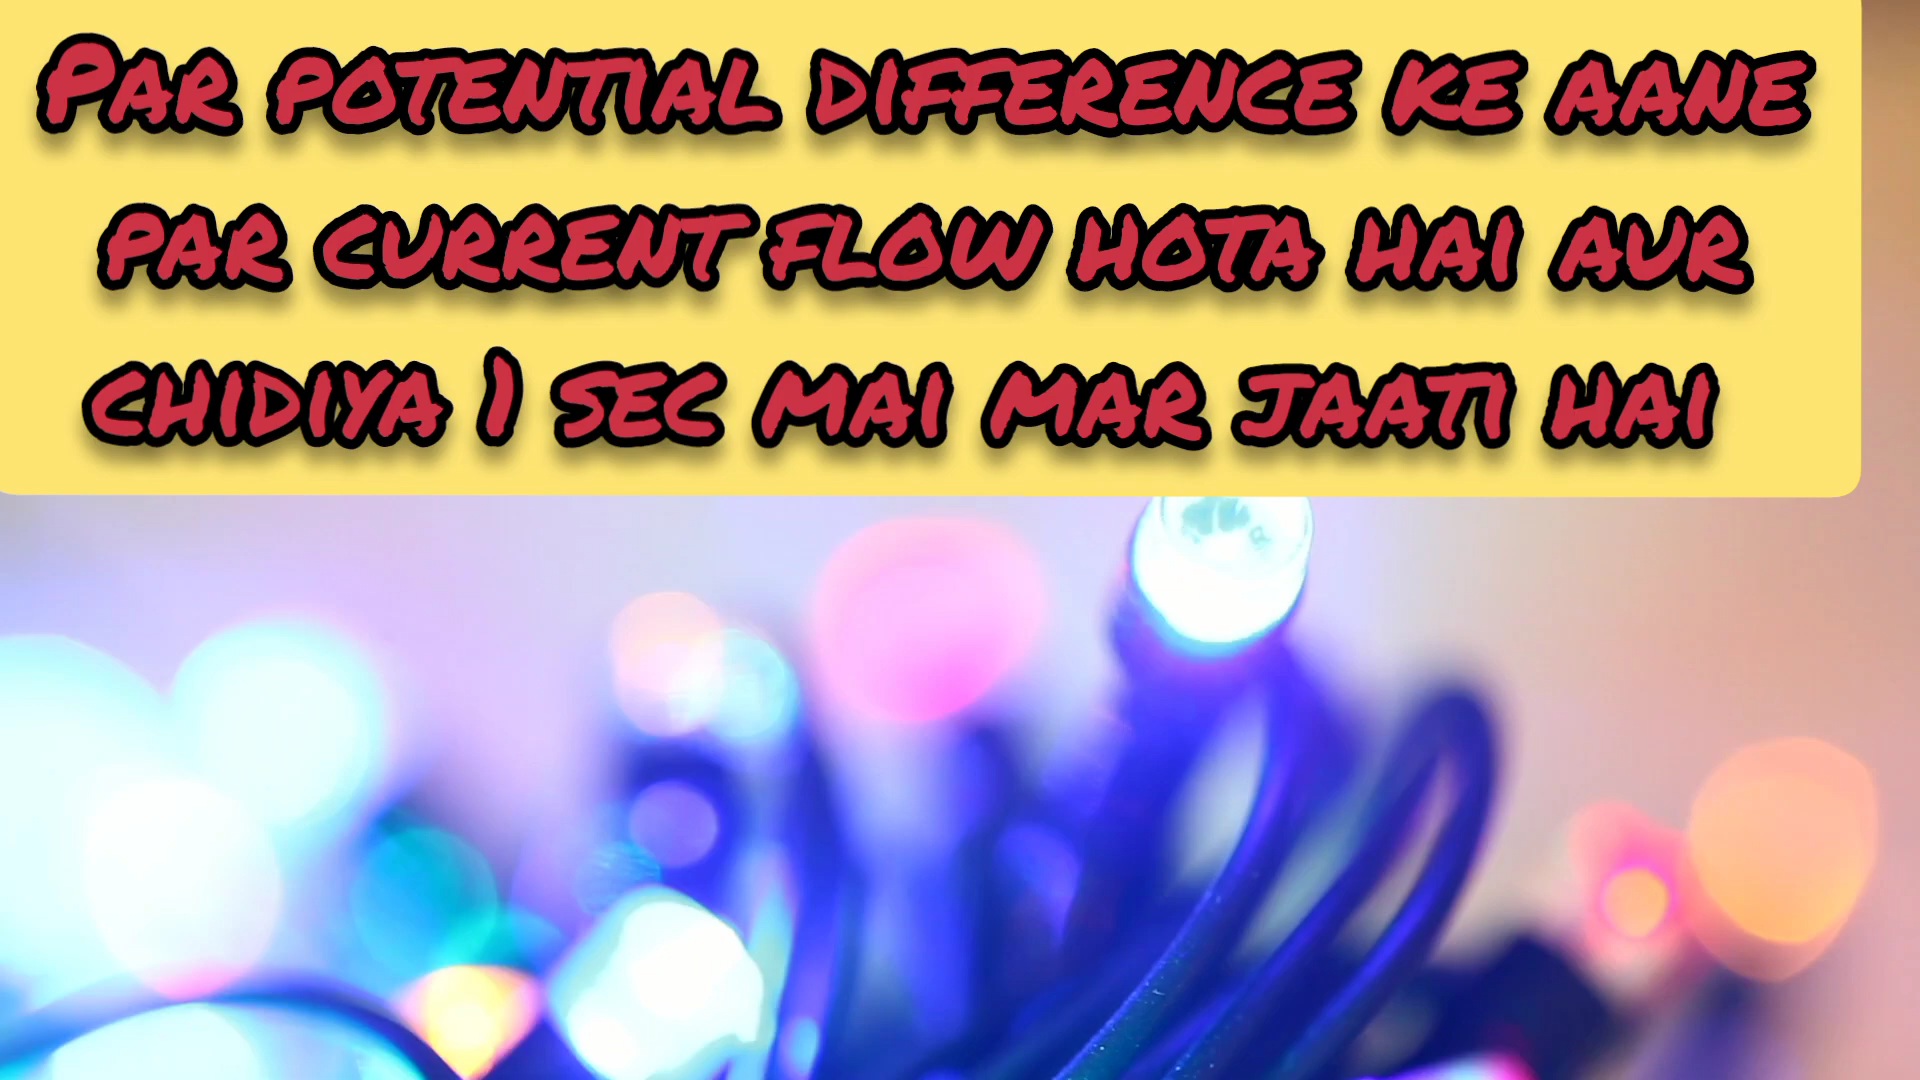 Par potential difference ke aane
par current flow hota hai aur
chidiya 1 sec mai mar jaati hai